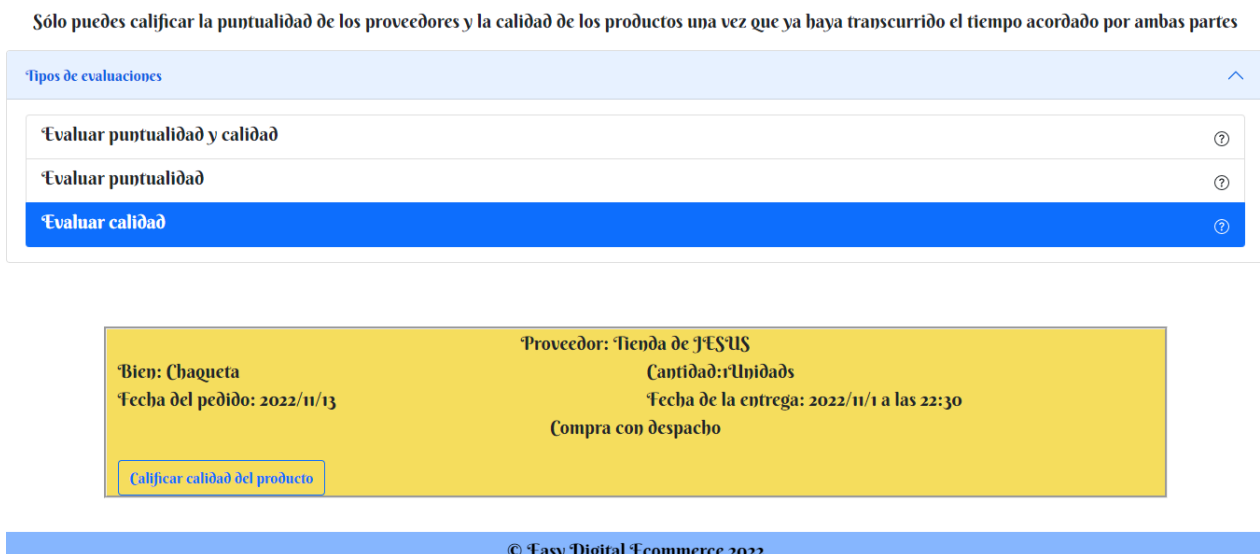 Sólo puedes calificar la puntualidad de los proveedores y la calidad de los productos una vez que ya haya transcurrido el tiempo acordado por ambas partes
Tipos de evaluaciones
Evaluar puntualidad y calidad
Evaluar puntualidad
Evaluar calidad
Proveedor: Tienda de JESUS
Bien: Chaqueta
Cantidad:1Unidads
Fecha del pedido: 2022/11/13
Fecha de la entrega: 2022/11/1 a las 22:30
Compra con despacho
Calificar calidad del producto
© Easy Digital Ecommerce 2022